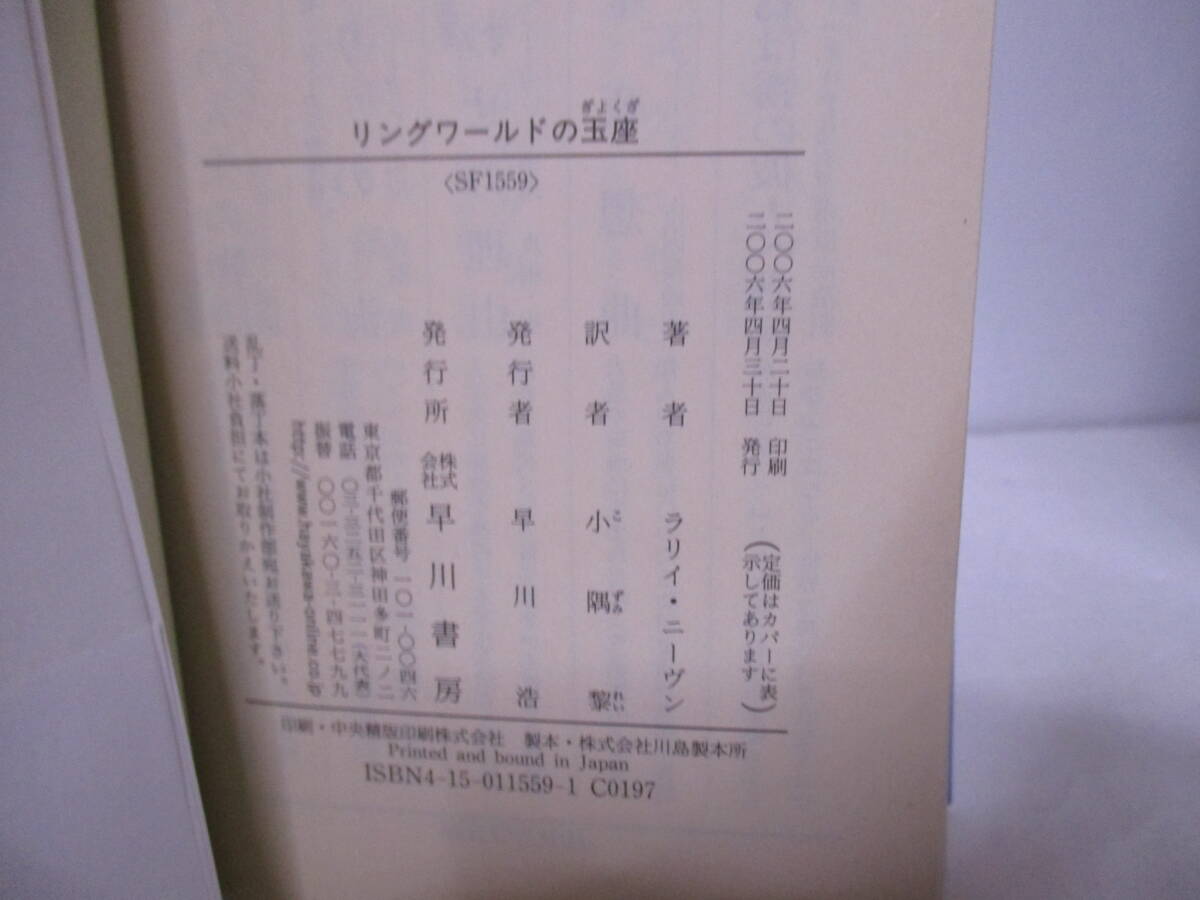 ぎよくざ
リングワールドの玉座
〈SF1559〉
二〇〇六年四月二十日 印刷
二〇〇六年四月三十日 発行
（定価はカバーに表
示してあります）
著者 ラリイ・ニーヴン
訳者 小隅黎
こずみれい
発行者 早川浩
発行所 株式会社 早川書房
郵便番号 一〇一-〇〇四六
東京都千代田区神田多町二ノ二
電話 〇三-三二五二-三一一一（大代表）
振替 〇〇一六〇-三-四七七九九
http://www.hayakawa-online.co.jp
乱丁・落丁本は小社制作部宛お送り下さい。
送料小社負担にてお取りかえいたします。
印刷・中央精版印刷株式会社 製本・株式会社川島製本所
Printed and bound in Japan
ISBN4-15-011559-1 C0197